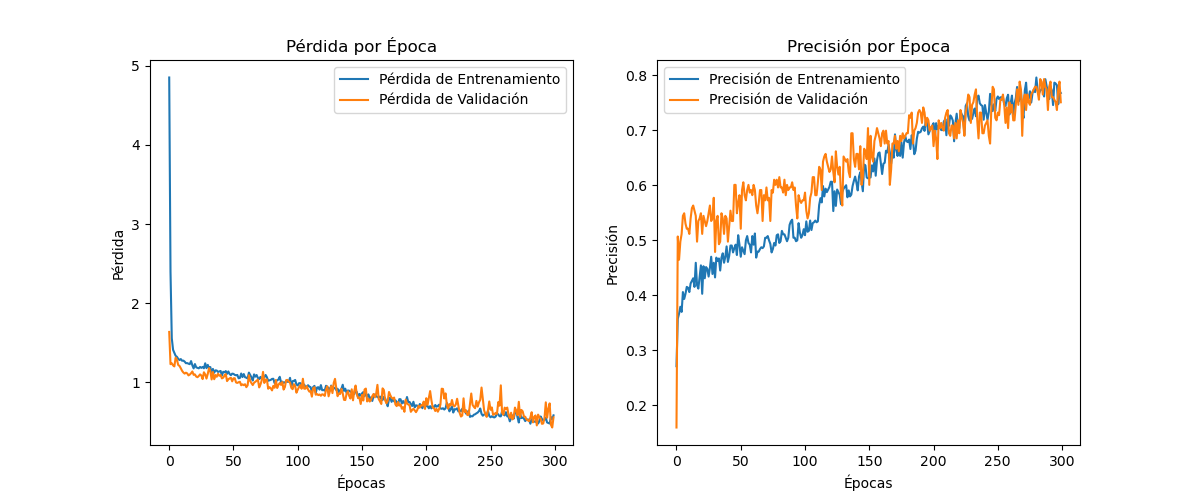 Pérdida por Época
Pérdida
5
4
3
2
1
Pérdida de Entrenamiento
Pérdida de Validación
0 50 100 150 200 250 300
Épocas
Precisión por Época
Precisión
0.8
0.7
0.6
0.5
0.4
0.3
0.2
Precisión de Entrenamiento
Precisión de Validación
0 50 100 150 200 250 300
Épocas